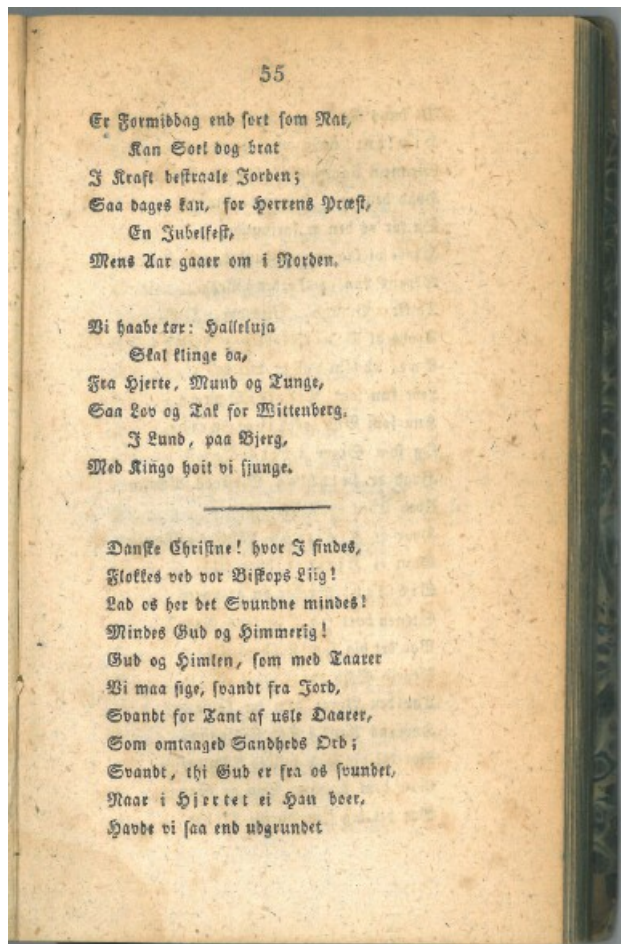 55
Er Formiddag end sort som Nat,
Kan Soel dog brat
I Kraft bestraale Jorden;
Saa dages kan, for Herrens Præst,
En Jubelfest,
Mens Aar gaaer om i Norden.
Vi haabe tør: Halleluja
Skal klinge da,
Fra Hjerte, Mund og Tunge,
Saa Lov og Tak for Wittenberg,
I Lund, paa Bjerg,
Med Kingo høit vi sjunge.
Danske Christne! hvor I findes,
Flokkes ved vor Biskops Liig!
Lad os her det Svundne mindes!
Mindes Gud og Himmerig!
Gud og Himlen, som med Taarer
Vi maa sige, svandt fra Jord,
Svandt for Tant af usle Daarer,
Som omtaaged Sandheds Ord;
Svandt, thi Gud er fra os svundet,
Naar i Hjertet ei Han boer,
Havde vi saa end udgrundet